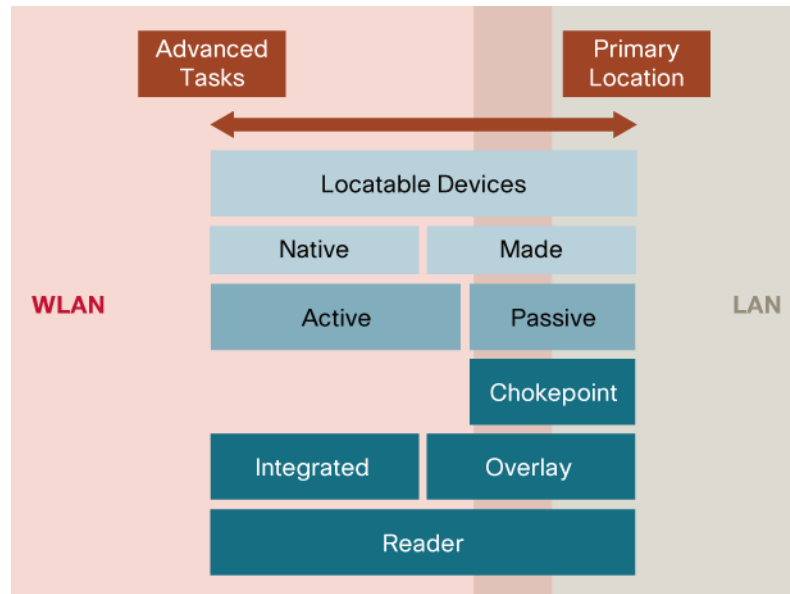 Advanced
Tasks
Primary
Location
Locatable Devices
Native
Made
WLAN
Active
Passive
LAN
Chokepoint
Integrated
Overlay
Reader